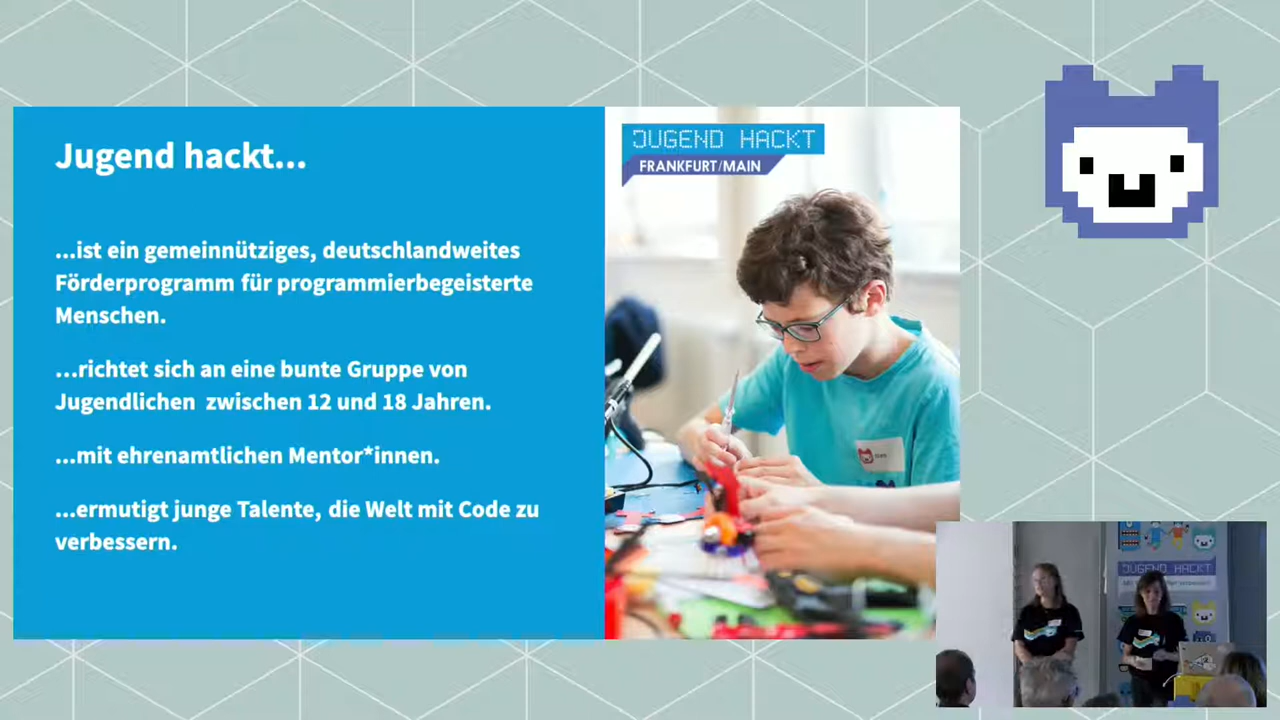 Jugend hackt...
...ist ein gemeinnütziges, deutschlandweites
Förderprogramm für programmierbegeisterte
Menschen.
...richtet sich an eine bunte Gruppe von
Jugendlichen zwischen 12 und 18 Jahren.
...mit ehrenamtlichen Mentor*innen.
...ermutigt junge Talente, die Welt mit Code zu
verbessern.
JUGEND HACKT
FRANKFURT/MAIN
JUGEND HACKT